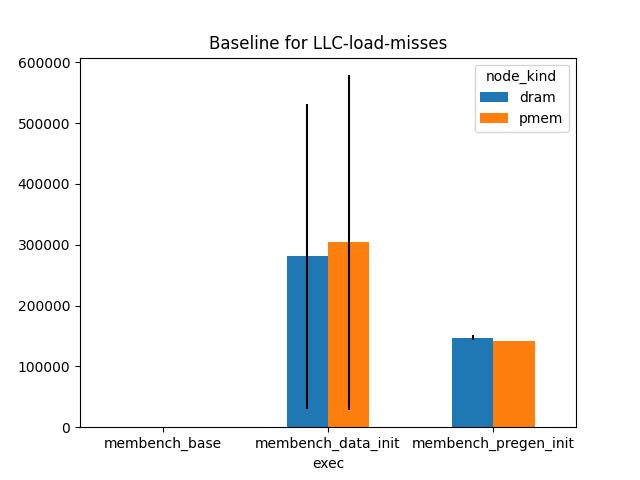 Baseline for LLC-load-misses
600000
500000
400000
300000
200000
100000
0
node_kind
dram
pmem
membench_base membench_data_init membench_pregen_init
exec